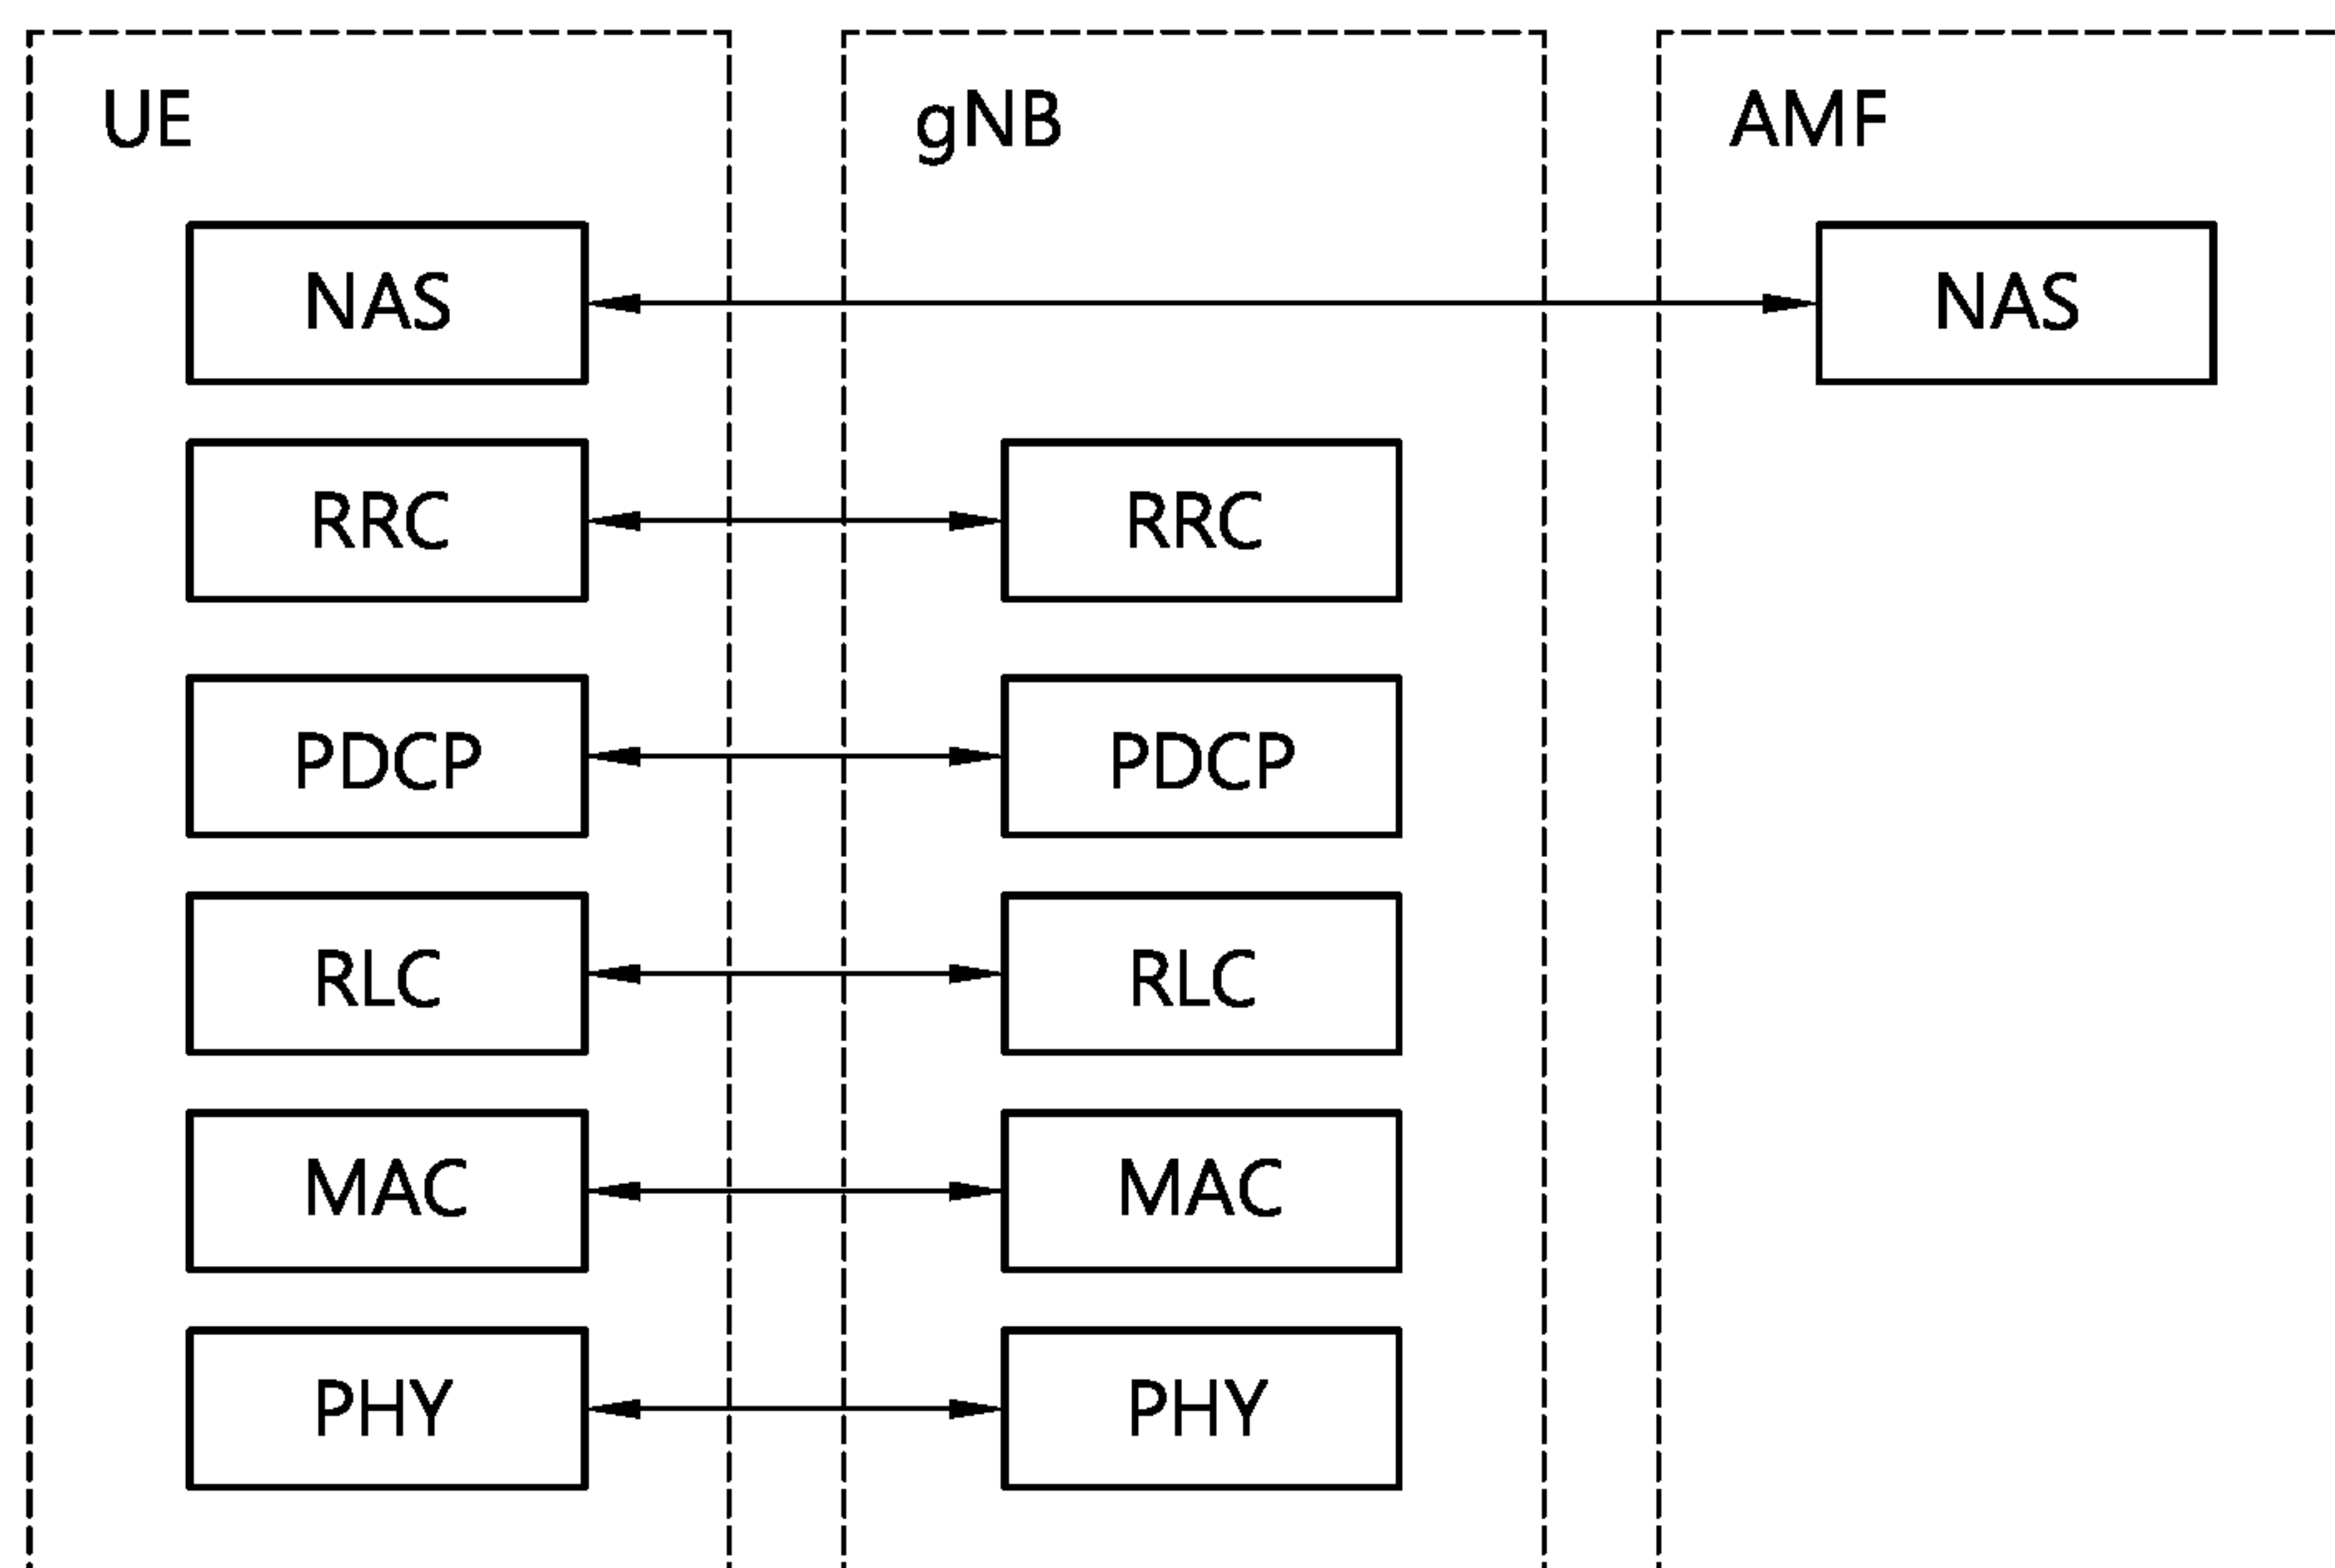 UE
gNB
AMF
NAS
NAS
RRC
RRC
PDCP
PDCP
RLC
RLC
MAC
MAC
PHY
PHY